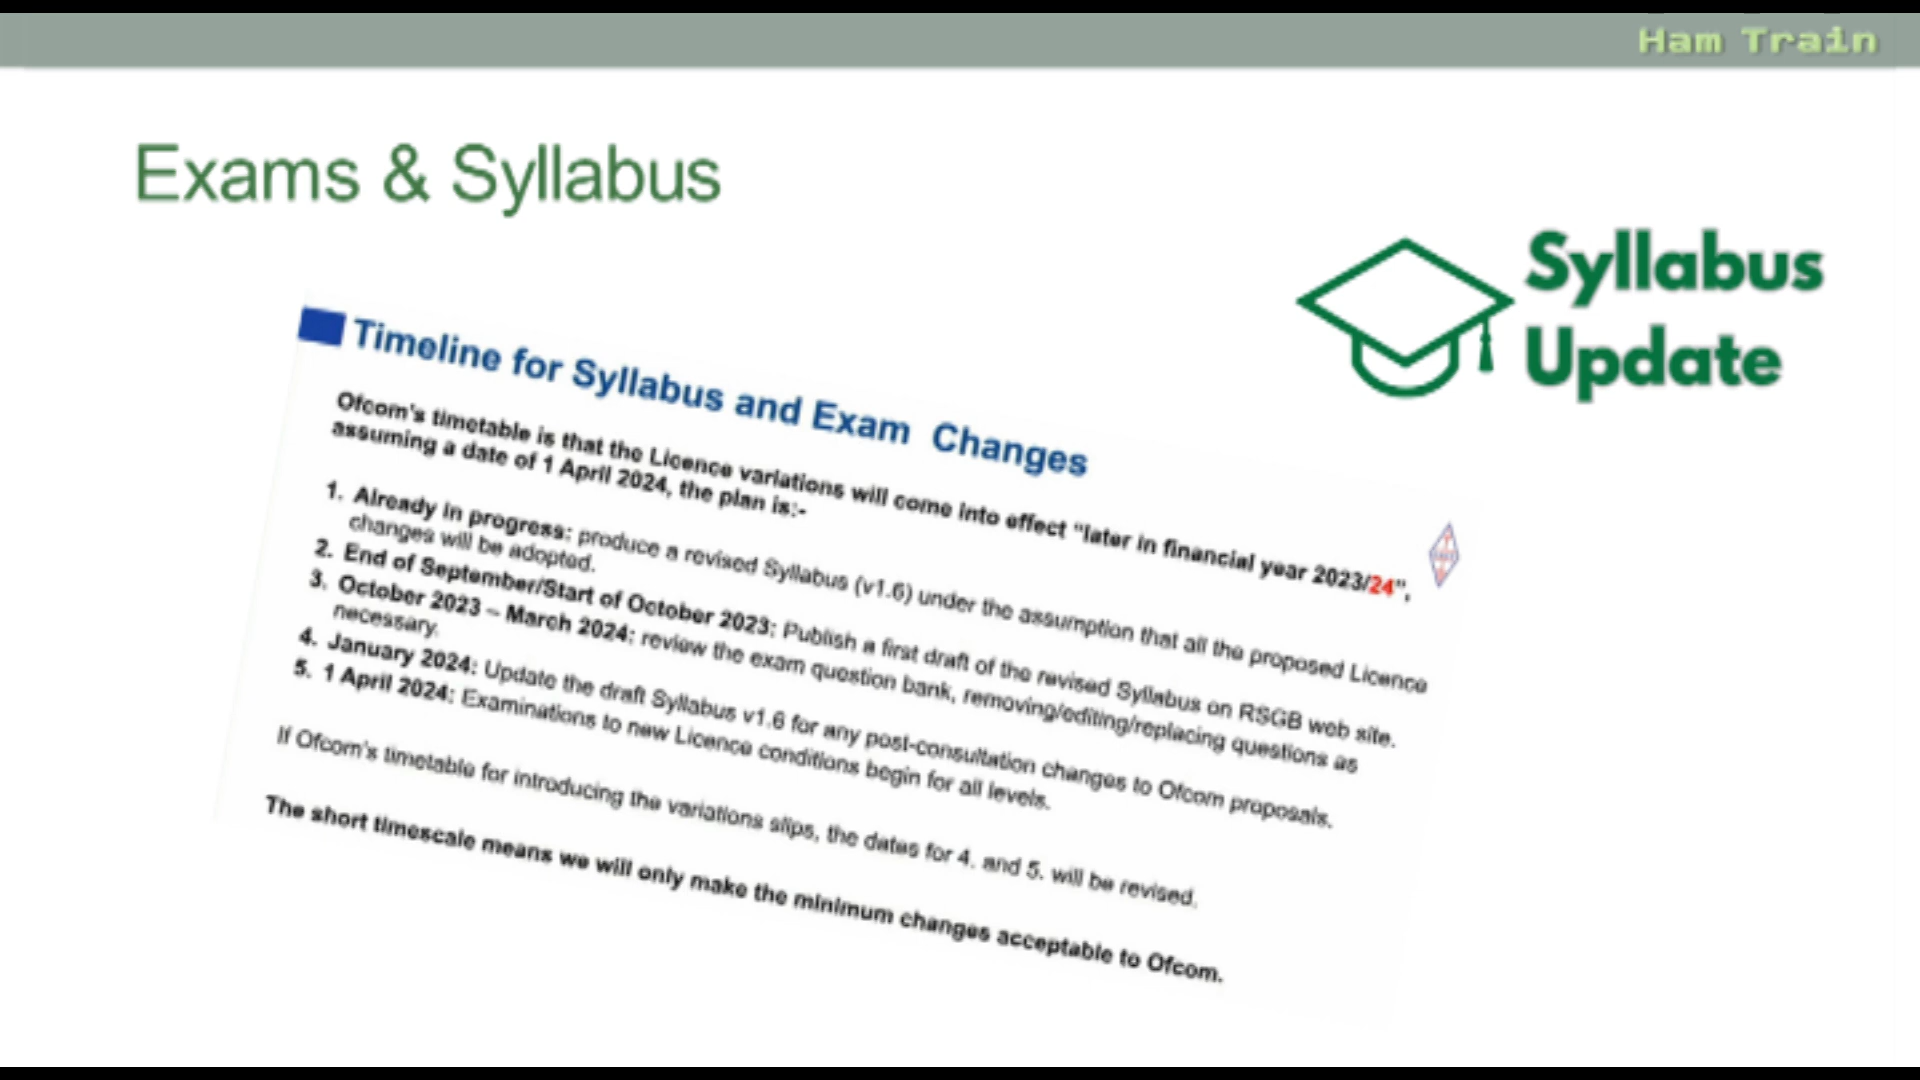 Ham Train
Exams & Syllabus
Syllabus
Update
Timeline for Syllabus and Exam Changes
Ofcom's timetable is that the Licence variations will come into effect "later in financial year 2023/24",
assuming a date of 1 April 2024, the plan is:-
1. Already in progress: produce a revised Syllabus (v1.6) under the assumption that all the proposed Licence
changes will be adopted.
2. End of September/Start of October 2023: Publish a first draft of the revised Syllabus on RSGB web site.
3. October 2023 – March 2024: review the exam question bank, removing/editing/replacing questions as
necessary.
4. January 2024: Update the draft Syllabus v1.6 for any post-consultation changes to Ofcom proposals.
5. 1 April 2024: Examinations to new Licence conditions begin for all levels.
If Ofcom's timetable for introducing the variations slips, the dates for 4. and 5. will be revised.
The short timescale means we will only make the minimum changes acceptable to Ofcom.